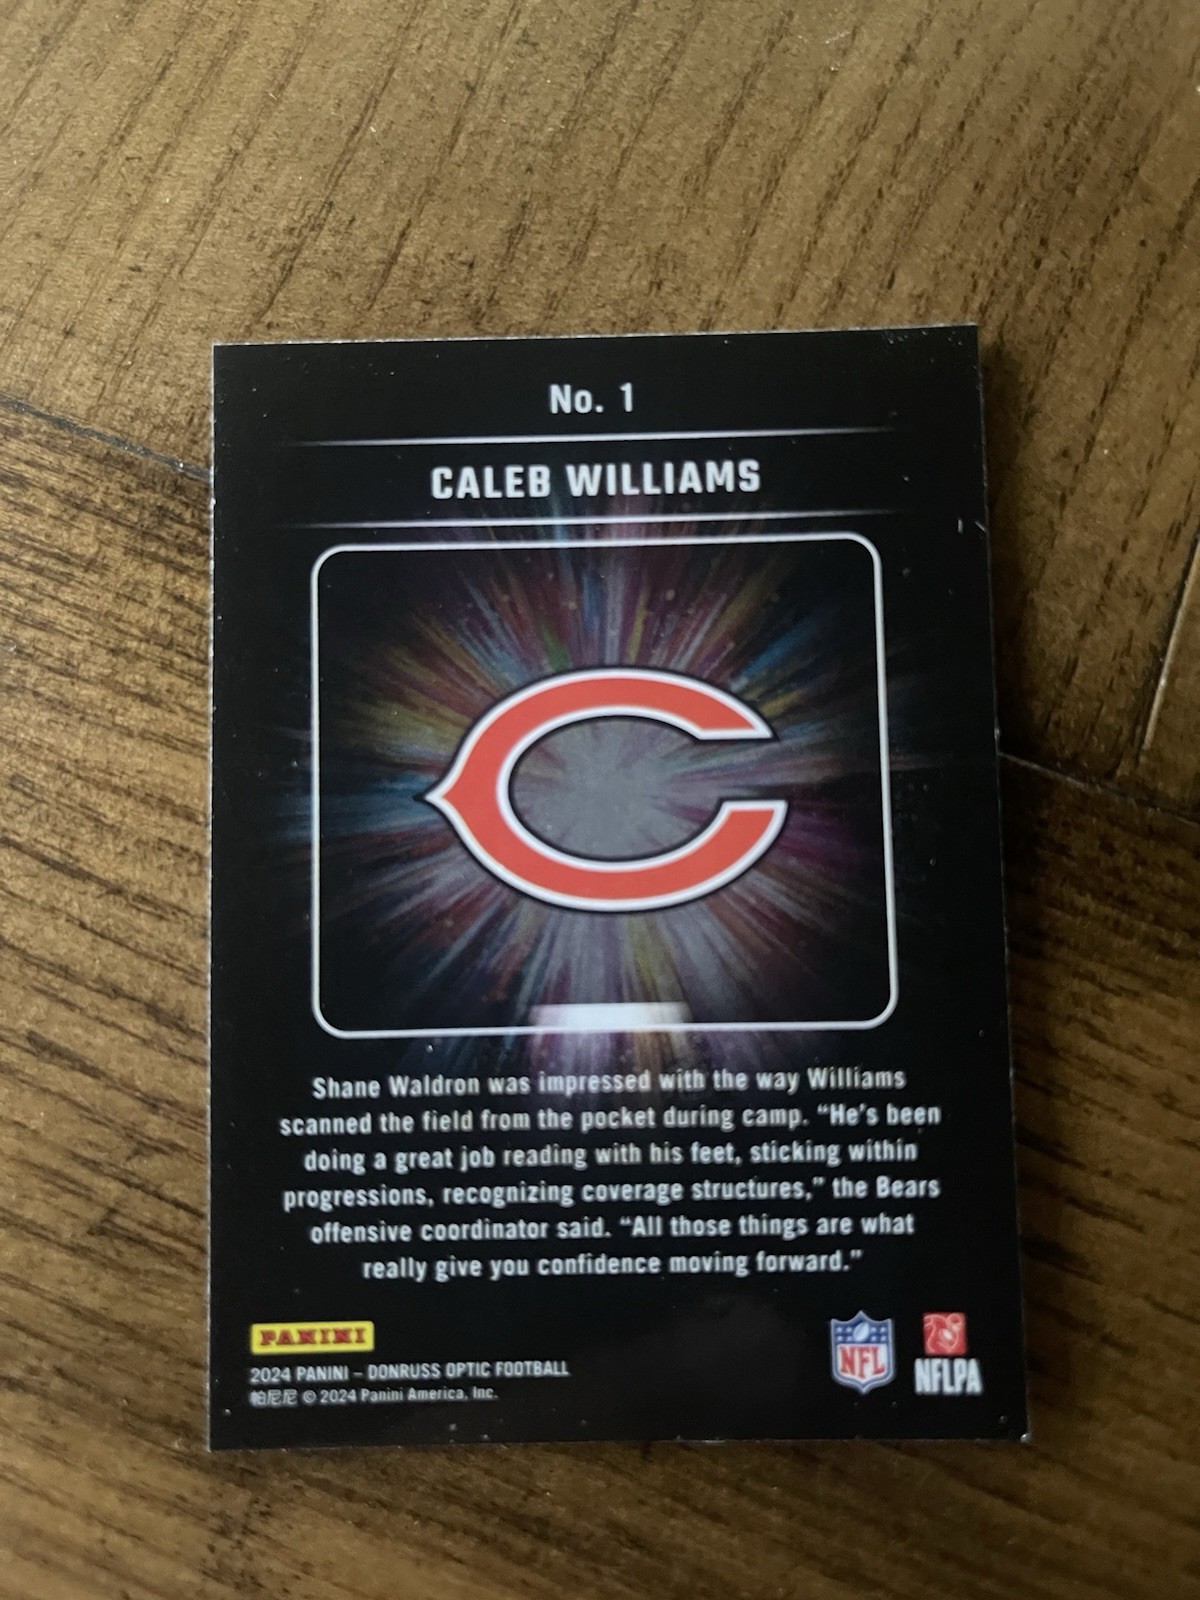 No. 1
CALEB WILLIAMS
Shane Waldron was impressed with the way Williams
scanned the field from the pocket during camp. “He’s been
doing a great job reading with his feet, sticking within
progressions, recognizing coverage structures,” the Bears
offensive coordinator said. “All those things are what
really give you confidence moving forward.”
PANINI
2024 PANINI – DONRUSS OPTIC FOOTBALL
帕尼尼 © 2024 Panini America, Inc.
NFL
NFLPA